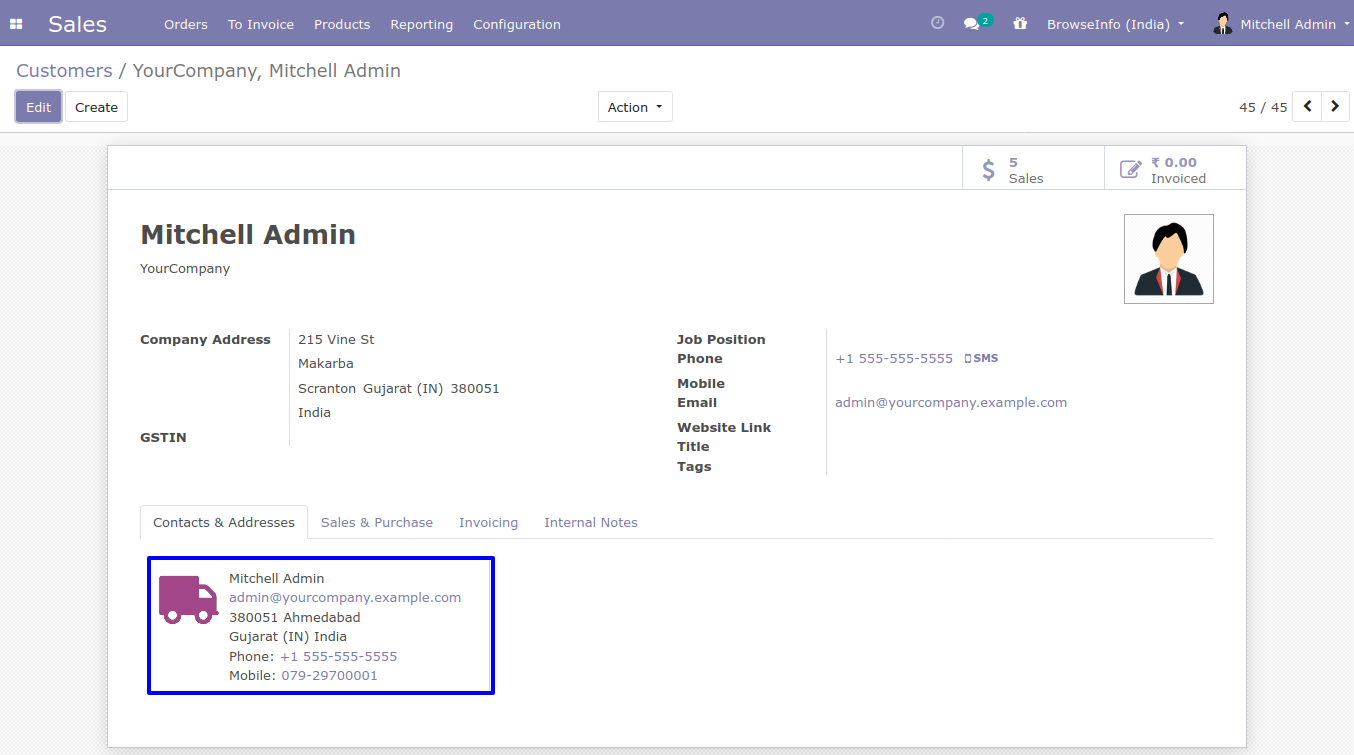 Sales Orders To Invoice Products Reporting Configuration 2 BrowseInfo (India) Mitchell Admin
Customers / YourCompany, Mitchell Admin
Edit Create Action 45 / 45
$ 5 Sales
₹ 0.00 Invoiced
Mitchell Admin
YourCompany
Company Address 215 Vine St
Makarba
Scranton Gujarat (IN) 380051
India
GSTIN
Job Position
Phone +1 555-555-5555 SMS
Mobile
Email admin@yourcompany.example.com
Website Link
Title
Tags
Contacts & Addresses Sales & Purchase Invoicing Internal Notes
Mitchell Admin
admin@yourcompany.example.com
380051 Ahmedabad
Gujarat (IN) India
Phone: +1 555-555-5555
Mobile: 079-29700001